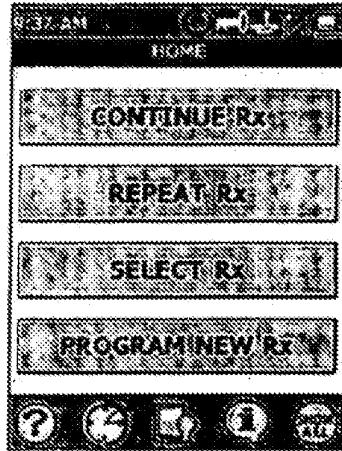 9:37 AM
HOME
CONTINUE Rx
REPEAT Rx
SELECT Rx
PROGRAM NEW Rx
?
i